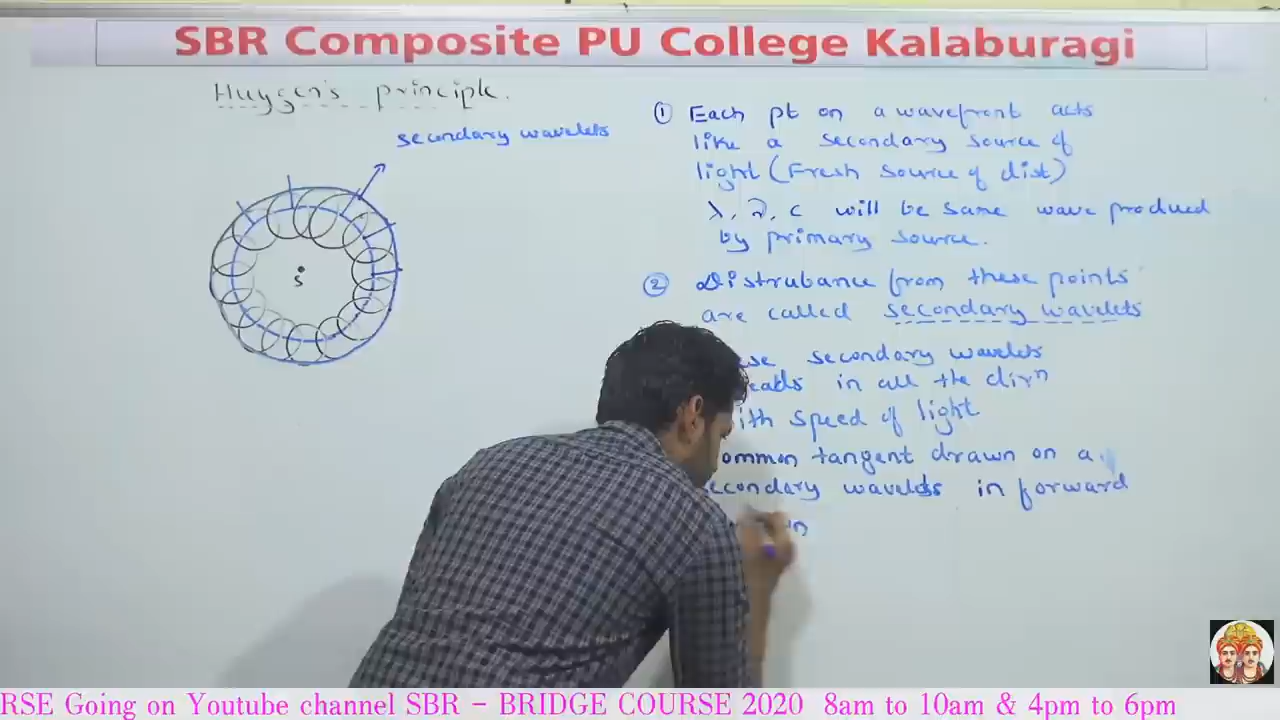 SBR Composite PU College Kalaburagi
Huygen's principle.
secondary wavelets
S
① Each pt on a wavefront acts
like a secondary source of
light (Fresh source of dist)
λ, ν, c will be same wave produced
by primary source.
② Distrubance from these points
are called secondary wavelets
secondary wavelets
in all the dirⁿ
speed of light
tangent drawn on a
wavelets in forward
RSE Going on Youtube channel SBR - BRIDGE COURSE 2020 8am to 10am & 4pm to 6pm